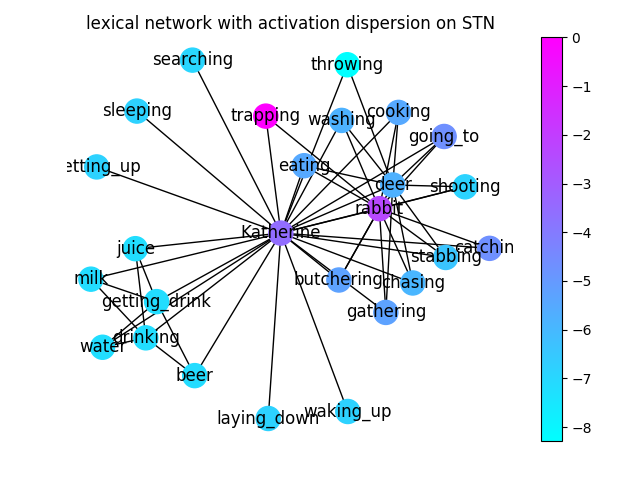 lexical network with activation dispersion on STN
searching
throwing
sleeping
trapping
washing
cooking
going_to
etting_up
eating
deer
shooting
rabbit
Katherine
juice
catchin
stabbing
milk
getting_drink
butchering
chasing
gathering
drinking
water
beer
laying_down
waking_up
0
−1
−2
−3
−4
−5
−6
−7
−8